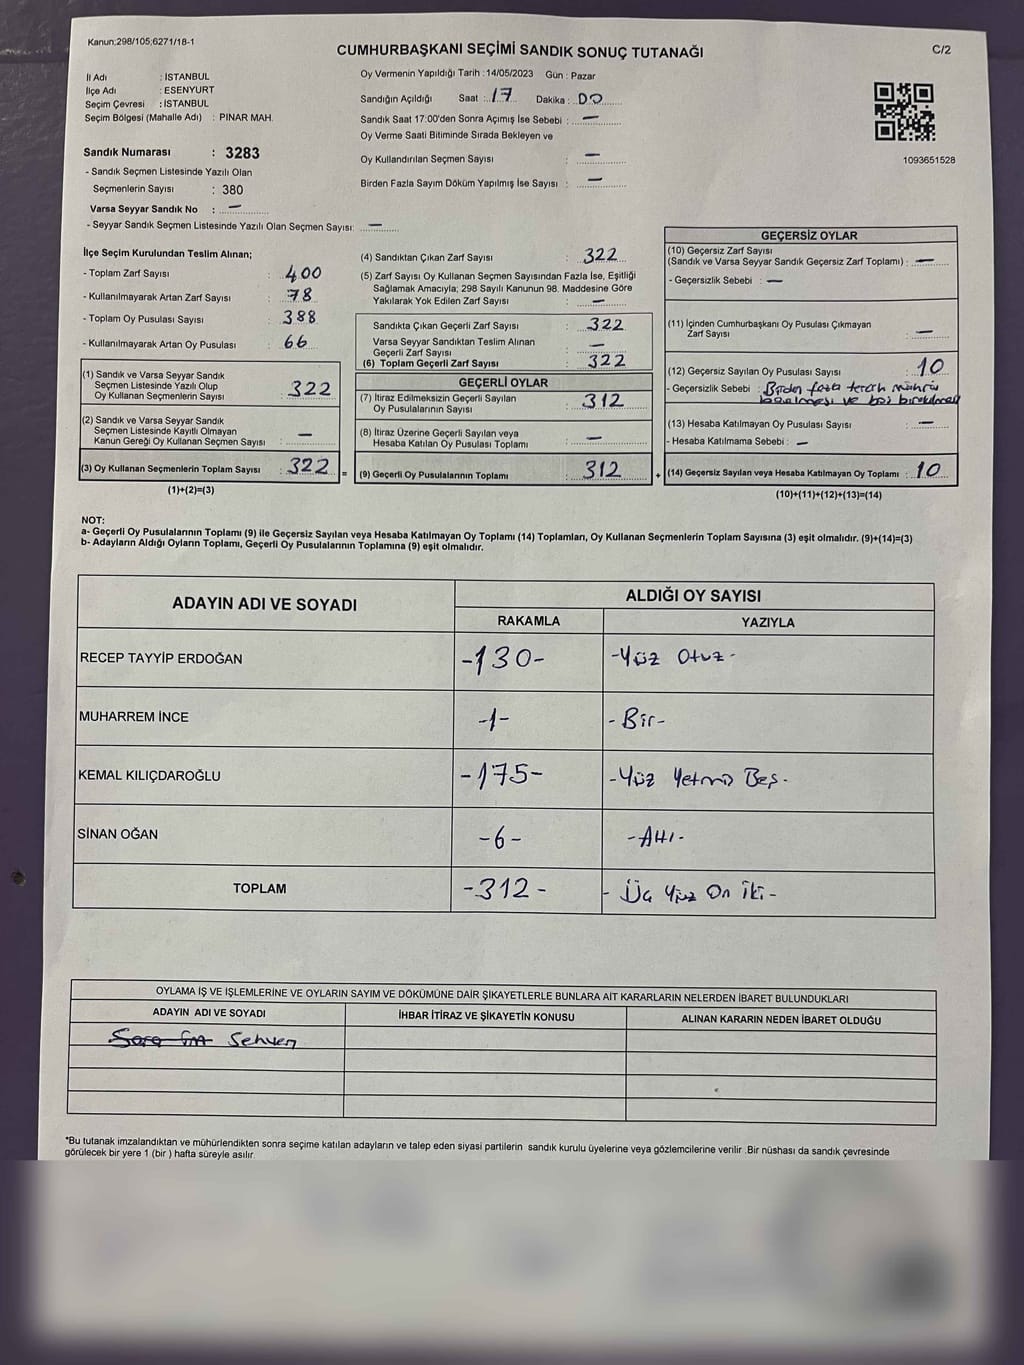 Kanun:298/105;6271/18-1
CUMHURBAŞKANI SEÇİMİ SANDIK SONUÇ TUTANAĞI
C/2
İl Adı : İSTANBUL
İlçe Adı : ESENYURT
Seçim Çevresi : İSTANBUL
Seçim Bölgesi (Mahalle Adı) : PINAR MAH.
Sandık Numarası : 3283
- Sandık Seçmen Listesinde Yazılı Olan
Seçmenlerin Sayısı : 380
Varsa Seyyar Sandık No : —
- Seyyar Sandık Seçmen Listesinde Yazılı Olan Seçmen Sayısı: —
Oy Vermenin Yapıldığı Tarih :14/05/2023 Gün : Pazar
Sandığın Açıldığı Saat : 17 Dakika : 00
Sandık Saat 17:00'den Sonra Açımış İse Sebebi : —
Oy Verme Saati Bitiminde Sırada Bekleyen ve
Oy Kullandırılan Seçmen Sayısı : —
Birden Fazla Sayım Döküm Yapılmış İse Sayısı : —
1093651528
İlçe Seçim Kurulundan Teslim Alınan;
- Toplam Zarf Sayısı : 400
- Kullanılmayarak Artan Zarf Sayısı : 78
- Toplam Oy Pusulası Sayısı : 388
- Kullanılmayarak Artan Oy Pusulası : 66
(1) Sandık ve Varsa Seyyar Sandık
Seçmen Listesinde Yazılı Olup
Oy Kullanan Seçmenlerin Sayısı : 322
(2) Sandık ve Varsa Seyyar Sandık
Seçmen Listesinde Kayıtlı Olmayan
Kanun Gereği Oy Kullanan Seçmen Sayısı : —
(3) Oy Kullanan Seçmenlerin Toplam Sayısı : 322 =
(1)+(2)=(3)
(4) Sandıktan Çıkan Zarf Sayısı : 322
(5) Zarf Sayısı Oy Kullanan Seçmen Sayısından Fazla İse, Eşitliği
Sağlamak Amacıyla; 298 Sayılı Kanunun 98. Maddesine Göre
Yakılarak Yok Edilen Zarf Sayısı : —
Sandıkta Çıkan Geçerli Zarf Sayısı : 322
Varsa Seyyar Sandıktan Teslim Alınan
Geçerli Zarf Sayısı : —
(6) Toplam Geçerli Zarf Sayısı : 322
GEÇERLİ OYLAR
(7) İtiraz Edilmeksizin Geçerli Sayılan
Oy Pusulalarının Sayısı : 312
(8) İtiraz Üzerine Geçerli Sayılan veya
Hesaba Katılan Oy Pusulası Toplamı : —
(9) Geçerli Oy Pusulalarının Toplamı : 312 +
GEÇERSİZ OYLAR
(10) Geçersiz Zarf Sayısı
(Sandık ve Varsa Seyyar Sandık Geçersiz Zarf Toplamı) : —
- Geçersizlik Sebebi : —
(11) İçinden Cumhurbaşkanı Oy Pusulası Çıkmayan
Zarf Sayısı : —
(12) Geçersiz Sayılan Oy Pusulası Sayısı : 10
- Geçersizlik Sebebi : Birden fazla tercih mührü
basılması ve boş bırakılması
(13) Hesaba Katılmayan Oy Pusulası Sayısı : —
- Hesaba Katılmama Sebebi : —
(14) Geçersiz Sayılan veya Hesaba Katılmayan Oy Toplamı : 10
(10)+(11)+(12)+(13)=(14)
NOT:
a- Geçerli Oy Pusulalarının Toplamı (9) ile Geçersiz Sayılan veya Hesaba Katılmayan Oy Toplamı (14) Toplamları, Oy Kullanan Seçmenlerin Toplam Sayısına (3) eşit olmalıdır. (9)+(14)=(3)
b- Adayların Aldığı Oyların Toplamı, Geçerli Oy Pusulalarının Toplamına (9) eşit olmalıdır.
ADAYIN ADI VE SOYADI ALDIĞI OY SAYISI
RAKAMLA YAZIYLA
RECEP TAYYİP ERDOĞAN -130- -Yüz Otuz-
MUHARREM İNCE -1- -Bir-
KEMAL KILIÇDAROĞLU -175- -Yüz Yetmiş Beş-
SİNAN OĞAN -6- -Altı-
TOPLAM -312- - Üç Yüz On İki-
OYLAMA İŞ VE İŞLEMLERİNE VE OYLARIN SAYIM VE DÖKÜMÜNE DAİR ŞİKAYETLERLE BUNLARA AİT KARARLARIN NELERDEN İBARET BULUNDUKLARI
ADAYIN ADI VE SOYADI İHBAR İTİRAZ VE ŞİKAYETİN KONUSU ALINAN KARARIN NEDEN İBARET OLDUĞU
Sehven
*Bu tutanak imzalandıktan ve mühürlendikten sonra seçime katılan adayların ve talep eden siyasi partilerin sandık kurulu üyelerine veya gözlemcilerine verilir .Bir nüshası da sandık çevresinde
görülecek bir yere 1 (bir ) hafta süreyle asılır.